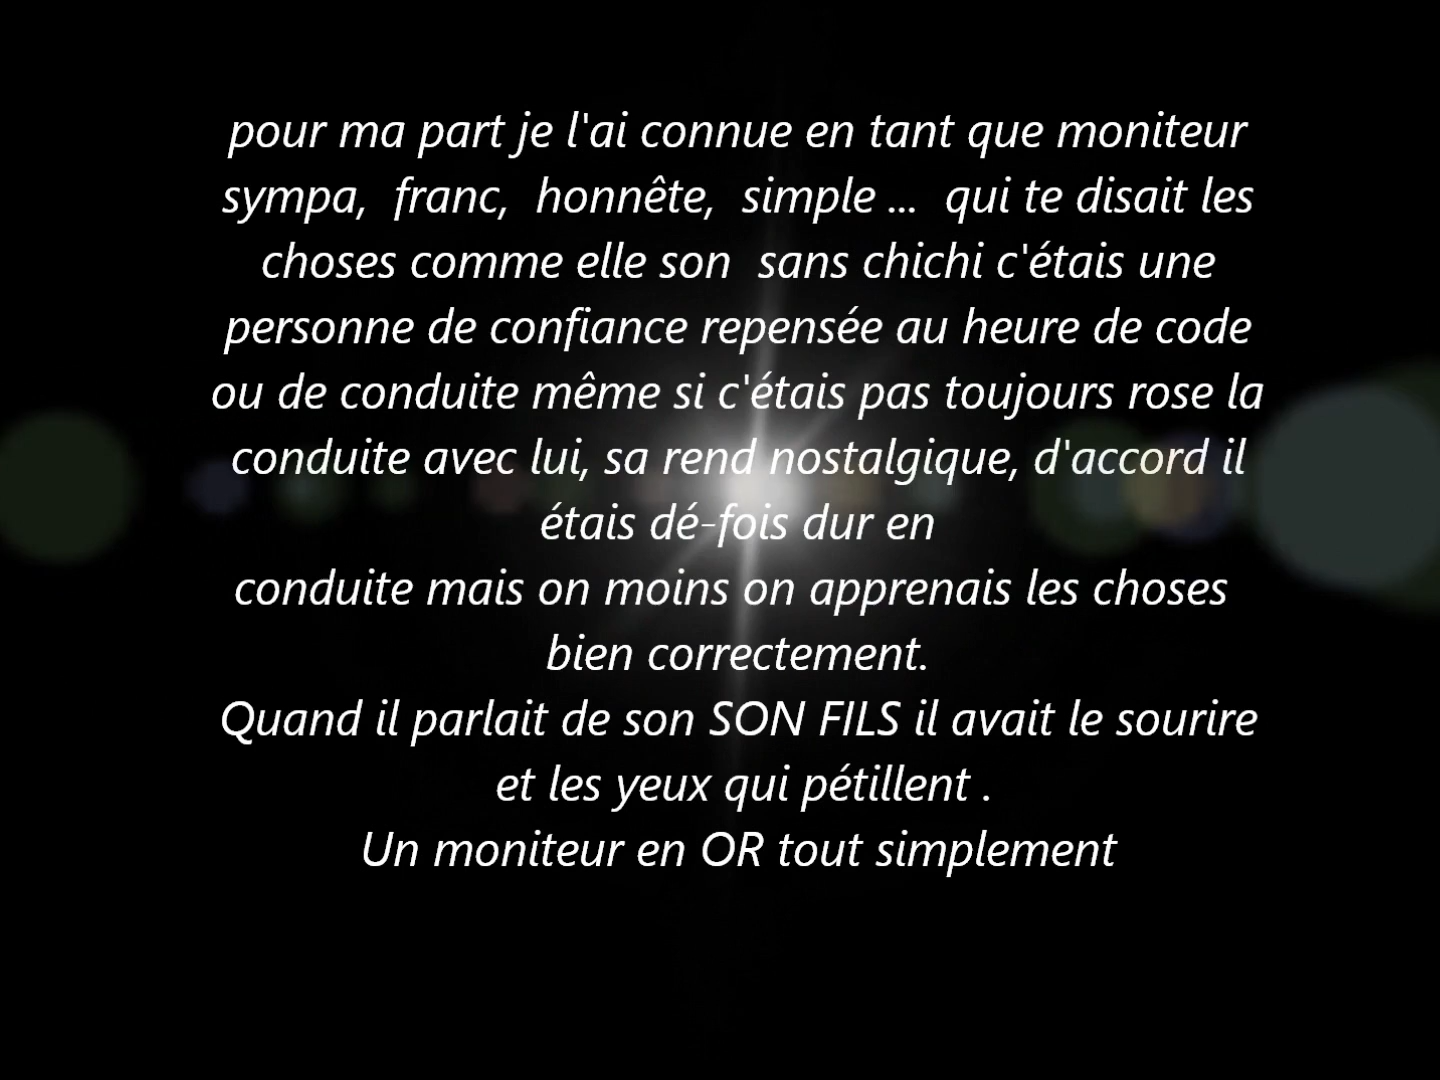 pour ma part je l'ai connue en tant que moniteur
sympa, franc, honnête, simple ... qui te disait les
choses comme elle son sans chichi c'étais une
personne de confiance repensée au heure de code
ou de conduite même si c'étais pas toujours rose la
conduite avec lui, sa rend nostalgique, d'accord il
étais dé-fois dur en
conduite mais on moins on apprenais les choses
bien correctement.
Quand il parlait de son SON FILS il avait le sourire
et les yeux qui pétillent .
Un moniteur en OR tout simplement